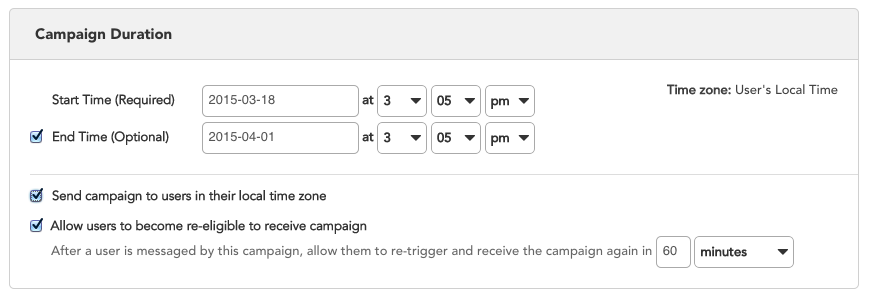 Campaign Duration
Start Time (Required) 2015-03-18 at 3 05 pm Time zone: User's Local Time
End Time (Optional) 2015-04-01 at 3 05 pm
Send campaign to users in their local time zone
Allow users to become re-eligible to receive campaign
After a user is messaged by this campaign, allow them to re-trigger and receive the campaign again in 60 minutes